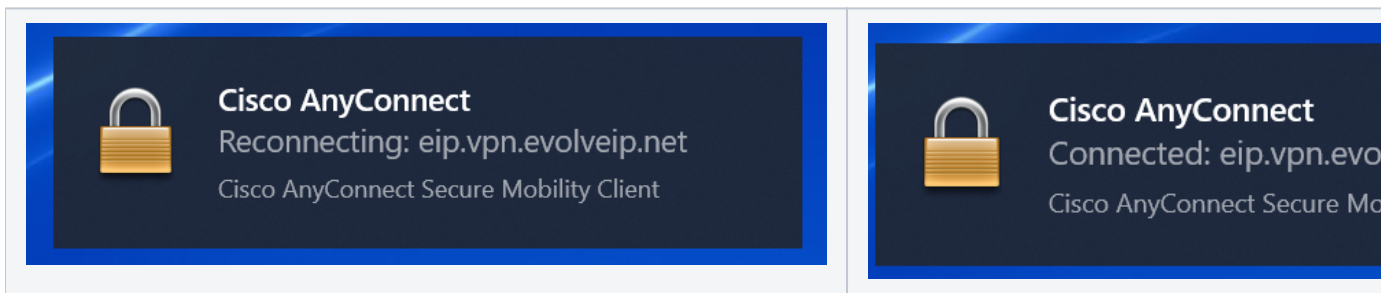 Cisco AnyConnect
Reconnecting: eip.vpn.evolveip.net
Cisco AnyConnect Secure Mobility Client
Cisco AnyConnect
Connected: eip.vpn.evo
Cisco AnyConnect Secure Mo